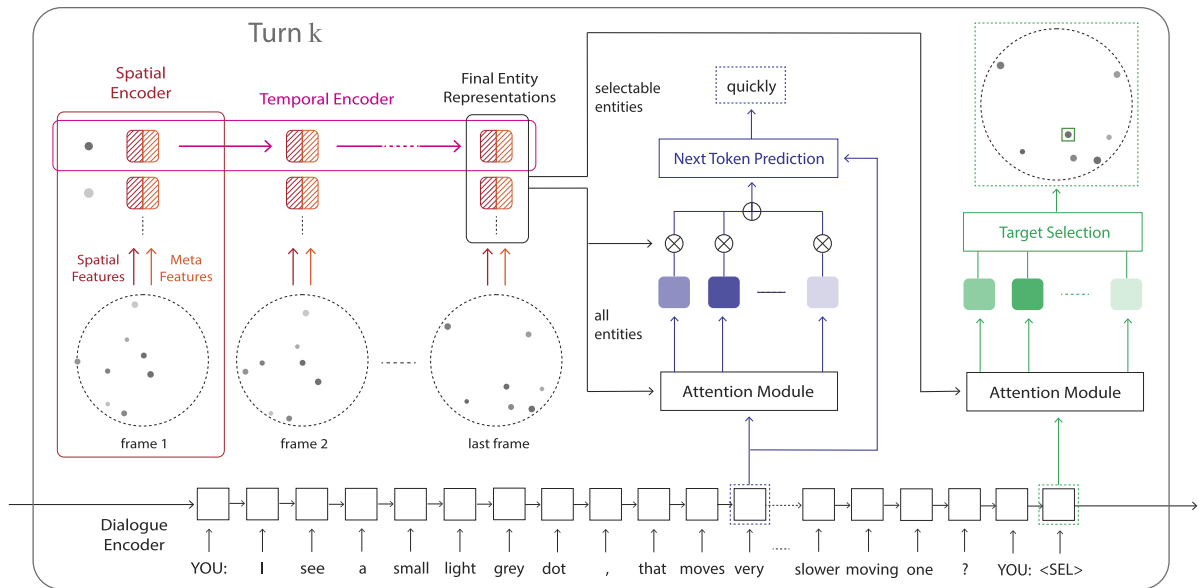 Turn k
Spatial
Encoder
Temporal Encoder
Final Entity
Representations
selectable
entities
quickly
Next Token Prediction
Target Selection
Spatial
Features
Meta
Features
all
entities
Attention Module
Attention Module
frame 1
frame 2
last frame
Dialogue
Encoder
YOU: I see a small light grey dot , that moves very slower moving one ? YOU: <SEL>